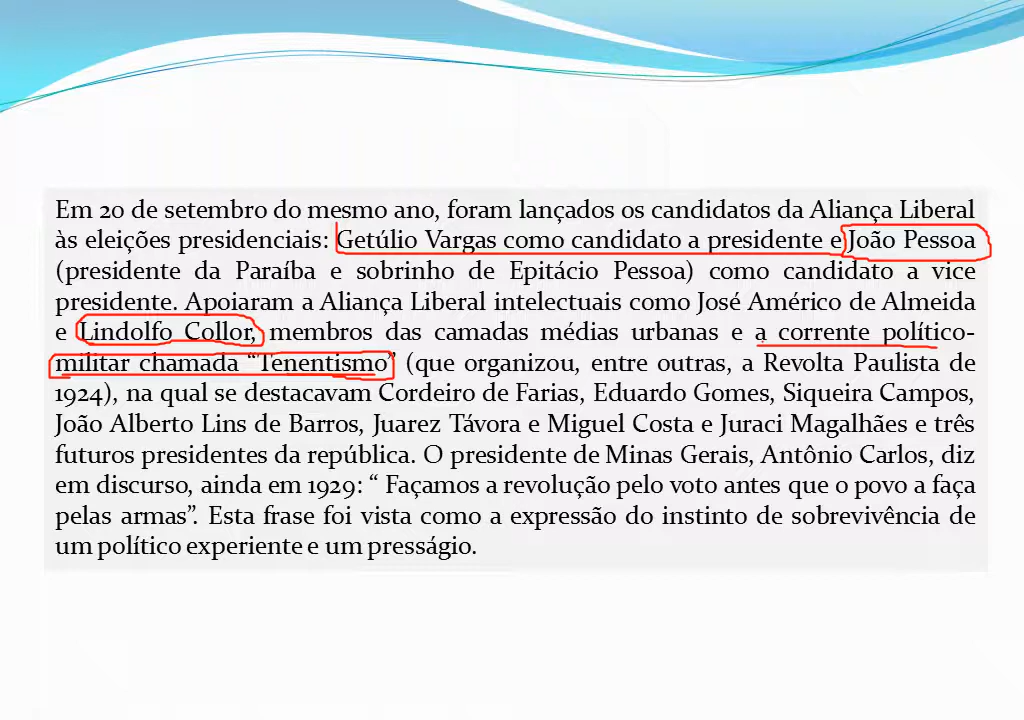 Em 20 de setembro do mesmo ano, foram lançados os candidatos da Aliança Liberal
às eleições presidenciais: Getúlio Vargas como candidato a presidente e João Pessoa
(presidente da Paraíba e sobrinho de Epitácio Pessoa) como candidato a vice
presidente. Apoiaram a Aliança Liberal intelectuais como José Américo de Almeida
e Lindolfo Collor, membros das camadas médias urbanas e a corrente político-
militar chamada “Tenentismo” (que organizou, entre outras, a Revolta Paulista de
1924), na qual se destacavam Cordeiro de Farias, Eduardo Gomes, Siqueira Campos,
João Alberto Lins de Barros, Juarez Távora e Miguel Costa e Juraci Magalhães e três
futuros presidentes da república. O presidente de Minas Gerais, Antônio Carlos, diz
em discurso, ainda em 1929: “ Façamos a revolução pelo voto antes que o povo a faça
pelas armas”. Esta frase foi vista como a expressão do instinto de sobrevivência de
um político experiente e um presságio.